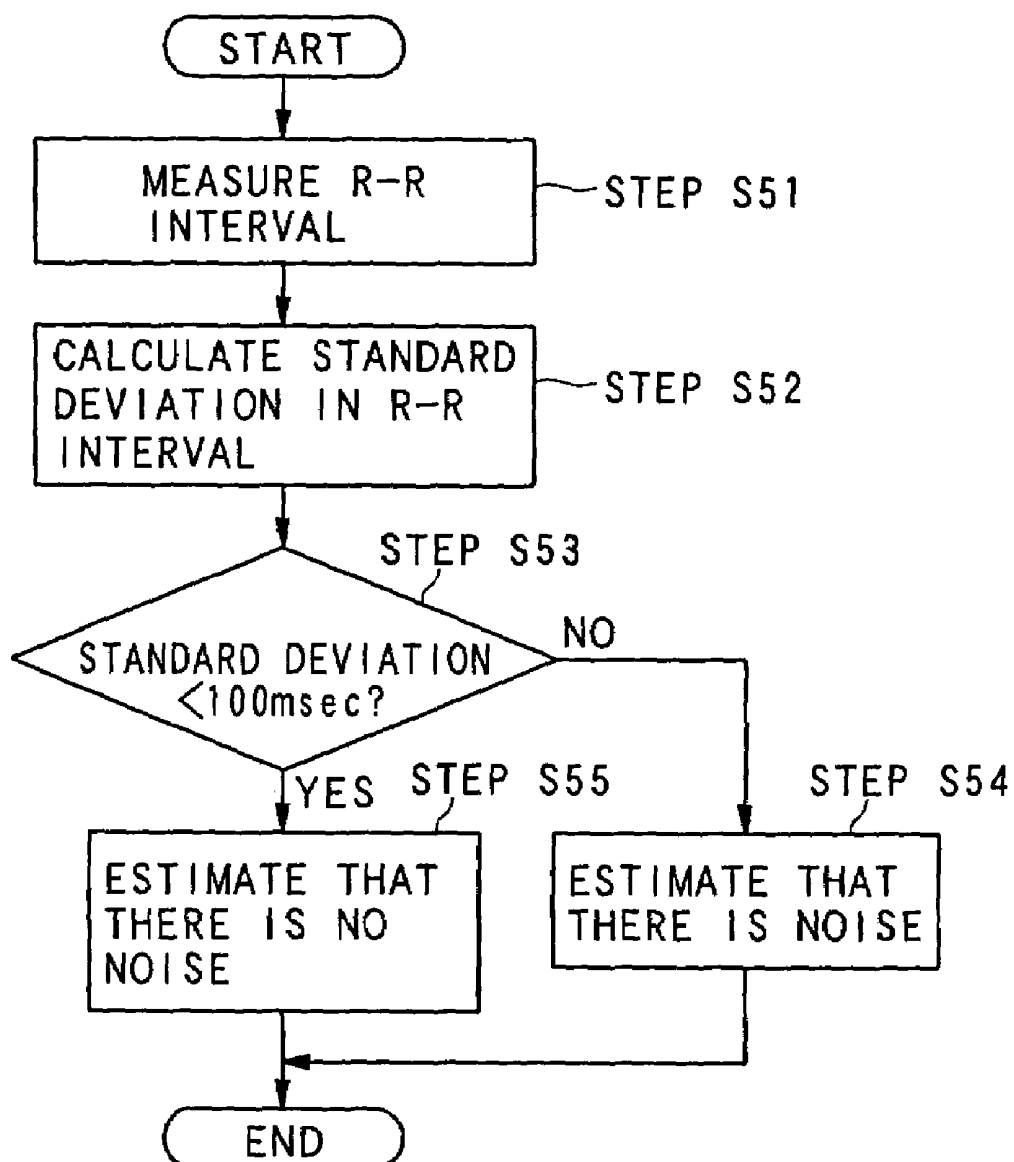 START
MEASURE R-R
INTERVAL
STEP S51
CALCULATE STANDARD
DEVIATION IN R-R
INTERVAL
STEP S52
STEP S53
STANDARD DEVIATION
<100msec?
NO
YES
STEP S55
ESTIMATE THAT
THERE IS NO
NOISE
STEP S54
ESTIMATE THAT
THERE IS NOISE
END